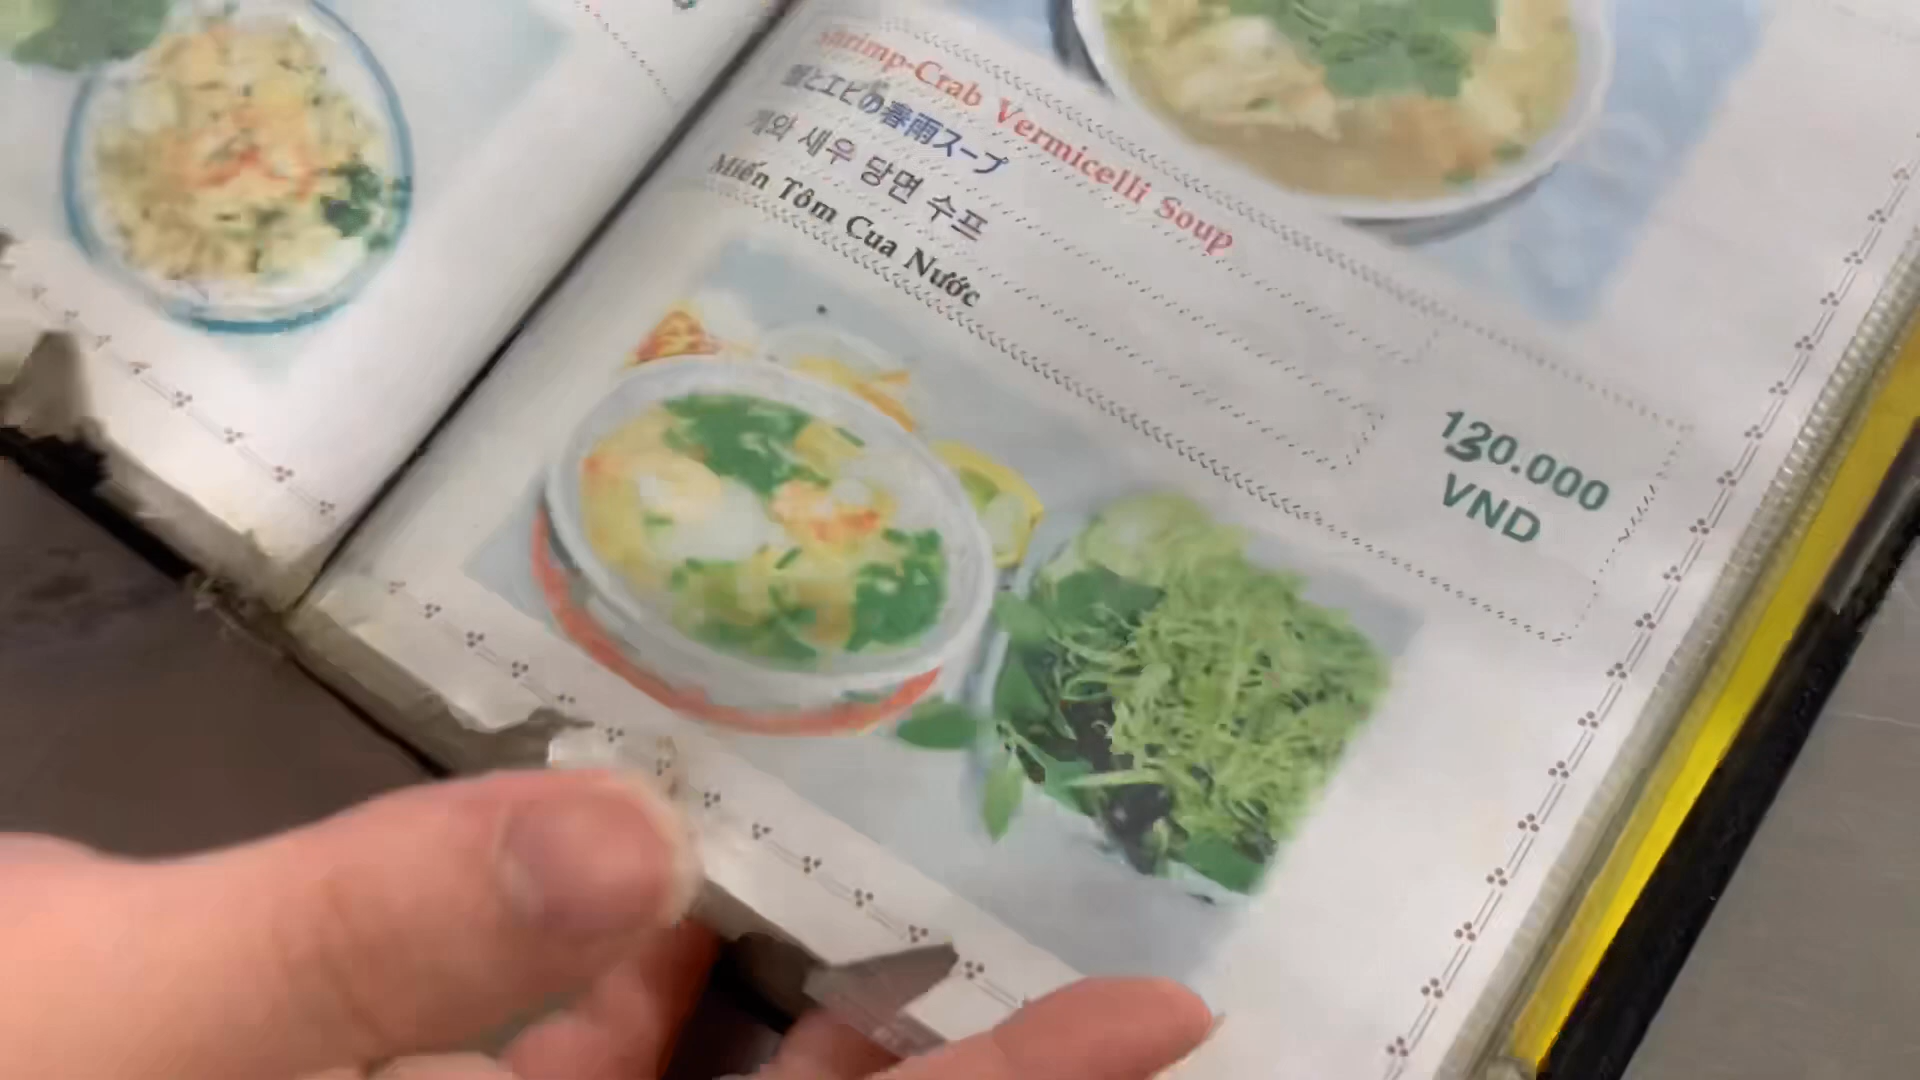 Shrimp-Crab Vermicelli Soup
蟹とエビの春雨スープ
게와 새우 당면 수프
Miến Tôm Cua Nước
130.000
VND